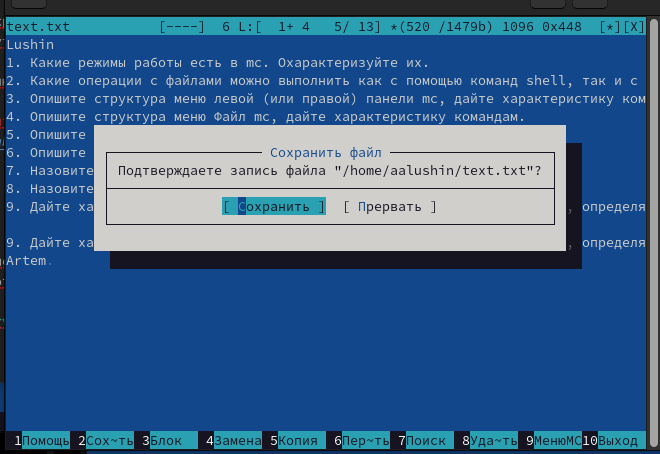 text.txt [----] 6 L:[ 1+ 4 5/ 13] *(520 /1479b) 1096 0x448 [*][X]
Lushin
1. Какие режимы работы есть в mc. Охарактеризуйте их.
2. Какие операции с файлами можно выполнить как с помощью команд shell, так и с
3. Опишите структура меню левой (или правой) панели mc, дайте характеристику ком
4. Опишите структура меню Файл mc, дайте характеристику командам.
5. Опишите
6. Опишите
7. Назовите
8. Назовите
9. Дайте ха , определя
9. Дайте ха , определя
Artem.
Сохранить файл
Подтверждаете запись файла "/home/aalushin/text.txt"?
[ Сохранить ] [ Прервать ]
1Помощь 2Сох~ть 3Блок 4Замена 5Копия 6Пер~ть 7Поиск 8Уда~ть 9МенюMC 10Выход